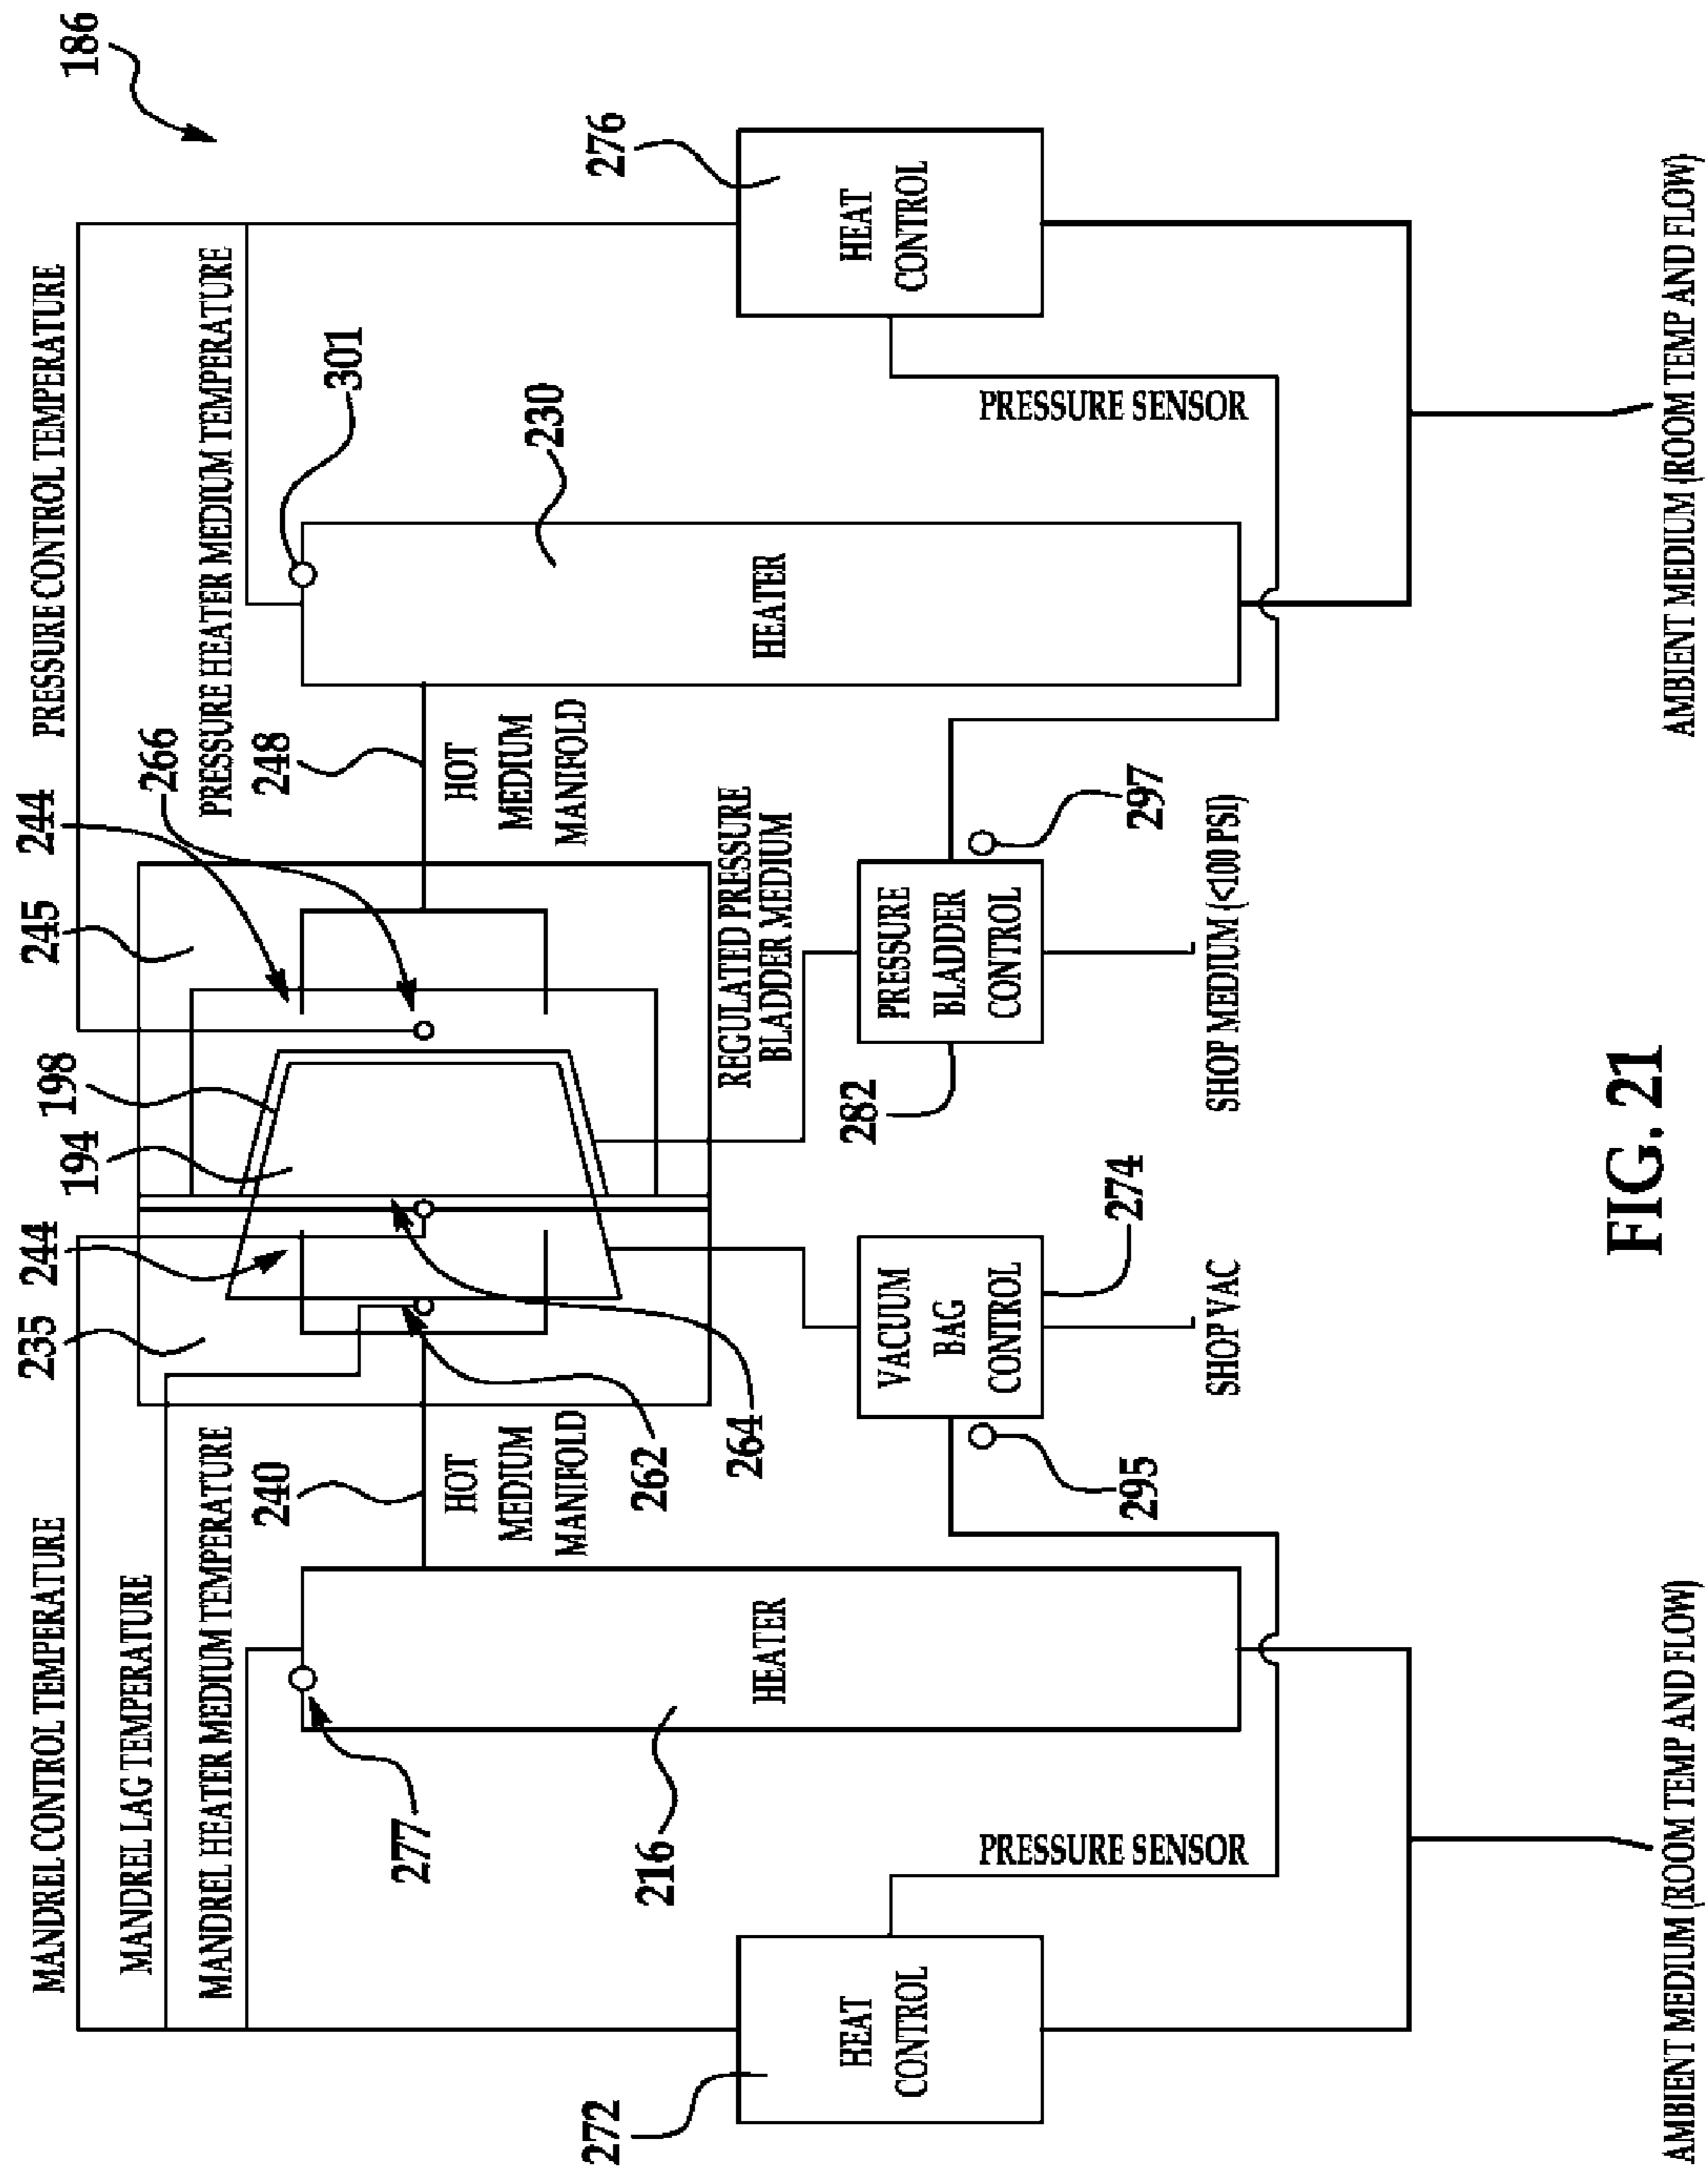 186
MANDREL CONTROL TEMPERATURE
235
244
194
198
245
244
266
PRESSURE CONTROL TEMPERATURE
MANDREL LAG TEMPERATURE
MANDREL HEATER MEDIUM TEMPERATURE
PRESSURE HEATER MEDIUM TEMPERATURE
240
248
301
277
HOT
MEDIUM
MANIFOLD
HOT
MEDIUM
MANIFOLD
230
276
272
216
262
264
REGULATED PRESSURE
BLADDER MEDIUM
HEAT
CONTROL
HEATER
HEATER
HEAT
CONTROL
VACUUM
BAG
CONTROL
PRESSURE
BLADDER
CONTROL
274
282
PRESSURE SENSOR
295
297
PRESSURE SENSOR
SHOP VAC
SHOP MEDIUM (<100 PSI)
AMBIENT MEDIUM (ROOM TEMP AND FLOW)
AMBIENT MEDIUM (ROOM TEMP AND FLOW)
FIG. 21